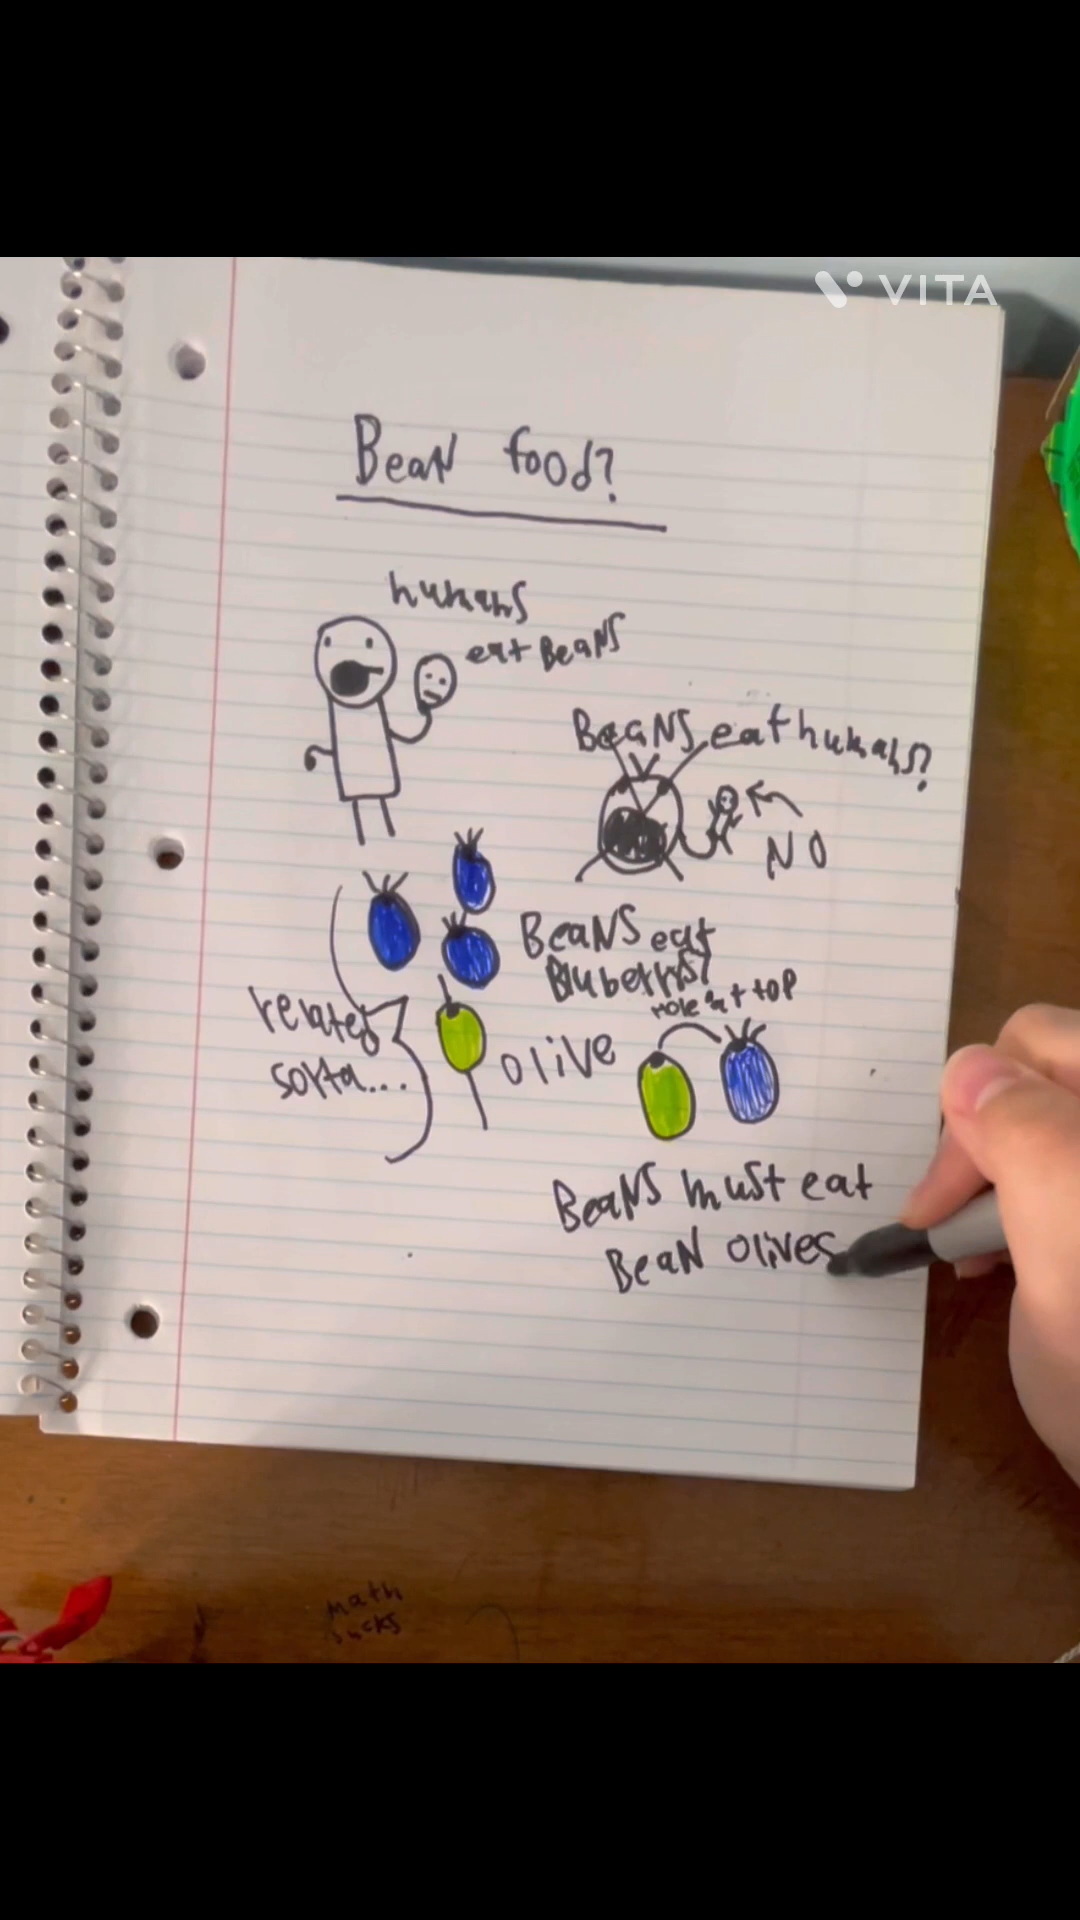 VITA
BeaN food?
humans
eat BeaNS
BeaNS eat humans?
NO
BeaNS eat
Bluberrys?
Hole at top
related
sorta...
olive
BeaNS must eat
BeaN olives
math
sucks